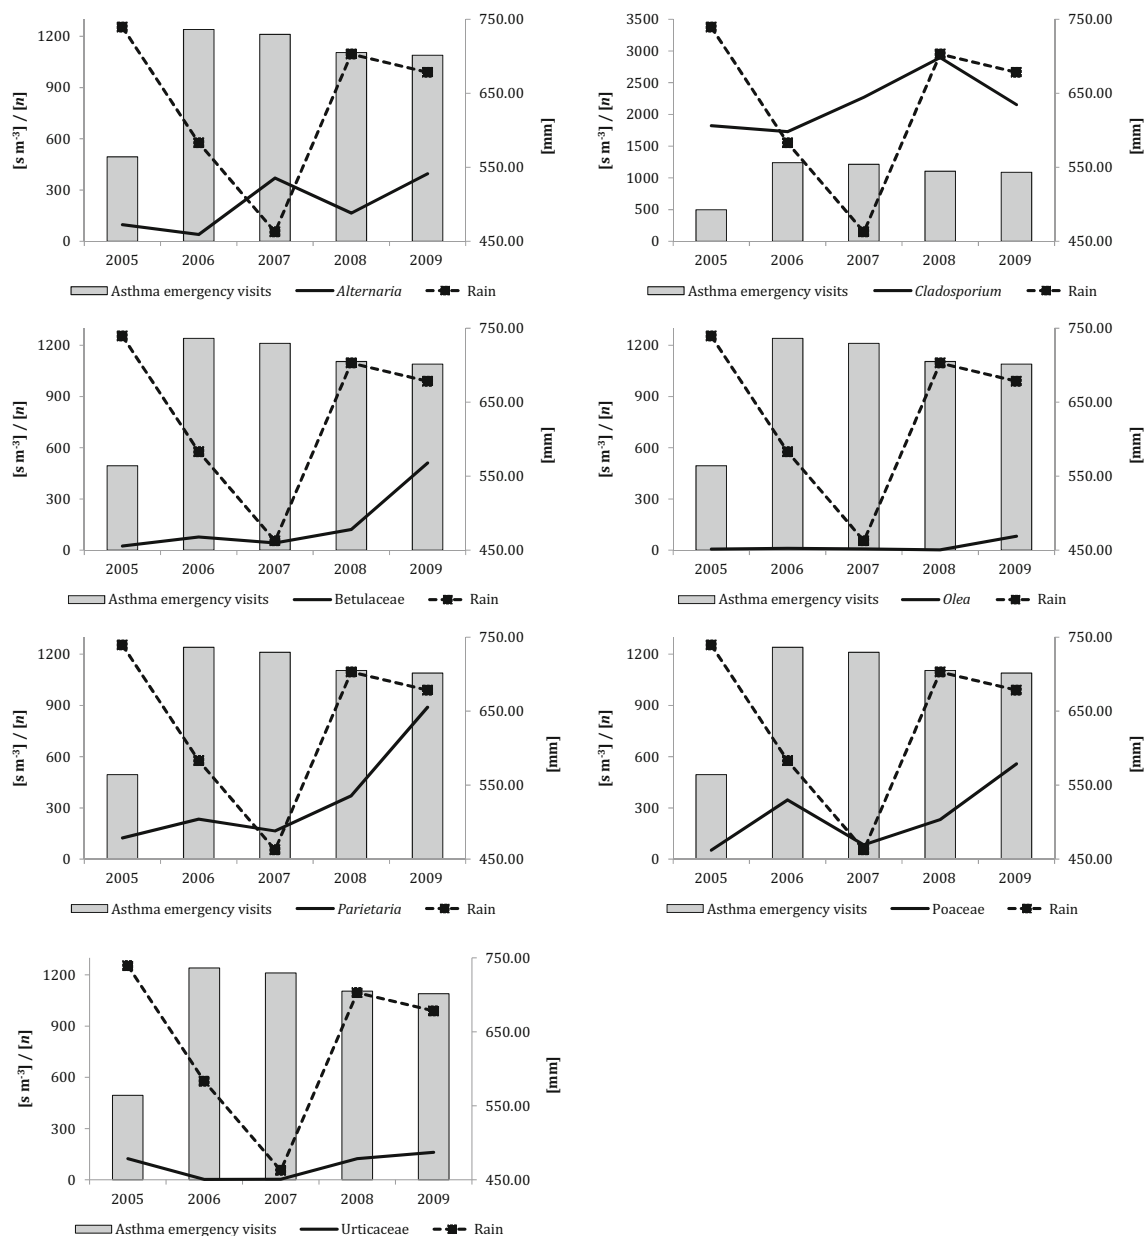 1200
900
600
300
0
[s m⁻³] / [n]
750.00
650.00
550.00
450.00
[mm]
2005 2006 2007 2008 2009
Asthma emergency visits Alternaria Rain
3500
3000
2500
2000
1500
1000
500
0
[s m⁻³] / [n]
750.00
650.00
550.00
450.00
[mm]
2005 2006 2007 2008 2009
Asthma emergency visits Cladosporium Rain
1200
900
600
300
0
[s m⁻³] / [n]
750.00
650.00
550.00
450.00
[mm]
2005 2006 2007 2008 2009
Asthma emergency visits Betulaceae Rain
1200
900
600
300
0
[s m⁻³] / [n]
750.00
650.00
550.00
450.00
[mm]
2005 2006 2007 2008 2009
Asthma emergency visits Olea Rain
1200
900
600
300
0
[s m⁻³] / [n]
750.00
650.00
550.00
450.00
[mm]
2005 2006 2007 2008 2009
Asthma emergency visits Parietaria Rain
1200
900
600
300
0
[s m⁻³] / [n]
750.00
650.00
550.00
450.00
[mm]
2005 2006 2007 2008 2009
Asthma emergency visits Poaceae Rain
1200
900
600
300
0
[s m⁻³] / [n]
750.00
650.00
550.00
450.00
[mm]
2005 2006 2007 2008 2009
Asthma emergency visits Urticaceae Rain